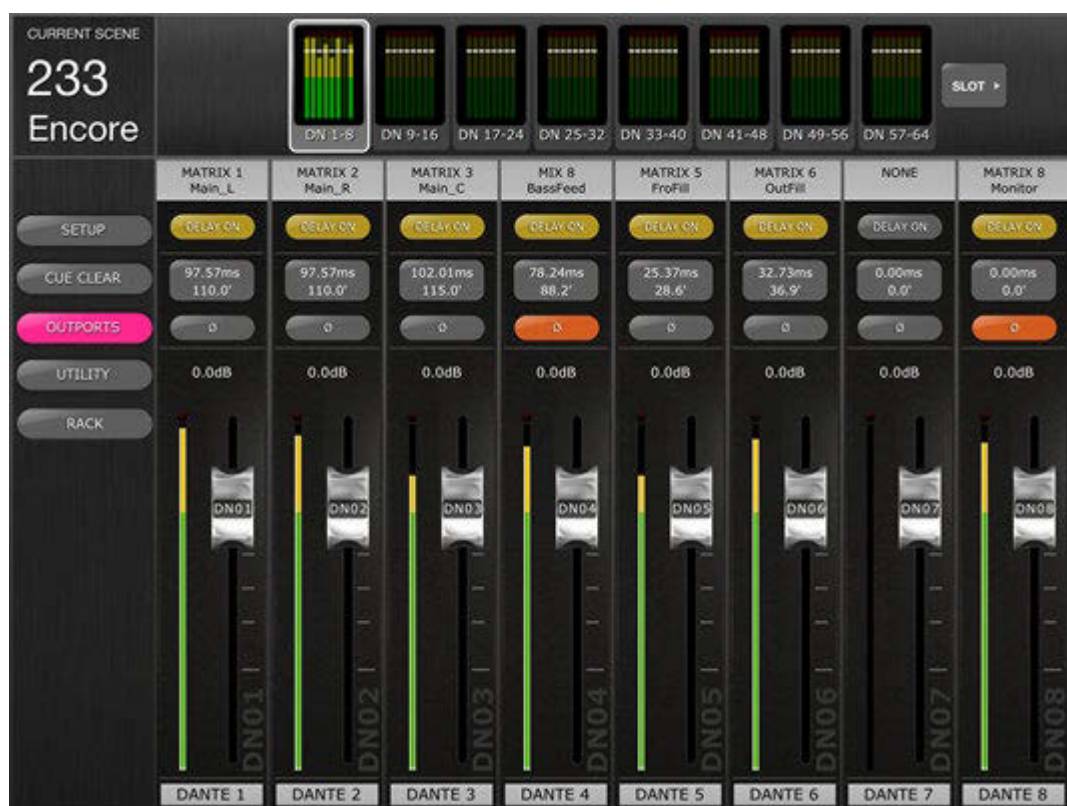 CURRENT SCENE
233
Encore
DN 1-8 DN 9-16 DN 17-24 DN 25-32 DN 33-40 DN 41-48 DN 49-56 DN 57-64
SLOT
MATRIX 1 MATRIX 2 MATRIX 3 MIX 8 MATRIX 5 MATRIX 6 NONE MATRIX 8
Main_L Main_R Main_C BassFeed FroFill OutFill Monitor
SETUP DELAY ON DELAY ON DELAY ON DELAY ON DELAY ON DELAY ON DELAY ON DELAY ON
CUE CLEAR 97.57ms 97.57ms 102.01ms 78.24ms 25.37ms 32.73ms 0.00ms 0.00ms
110.0' 110.0' 115.0' 88.2' 28.6' 36.9' 0.0' 0.0'
OUTPORTS Ø Ø Ø Ø Ø Ø Ø Ø
UTILITY 0.0dB 0.0dB 0.0dB 0.0dB 0.0dB 0.0dB 0.0dB 0.0dB
RACK
DN01 DN02 DN03 DN04 DN05 DN06 DN07 DN08
DN01 DN02 DN03 DN04 DN05 DN06 DN07 DN08
DANTE 1 DANTE 2 DANTE 3 DANTE 4 DANTE 5 DANTE 6 DANTE 7 DANTE 8